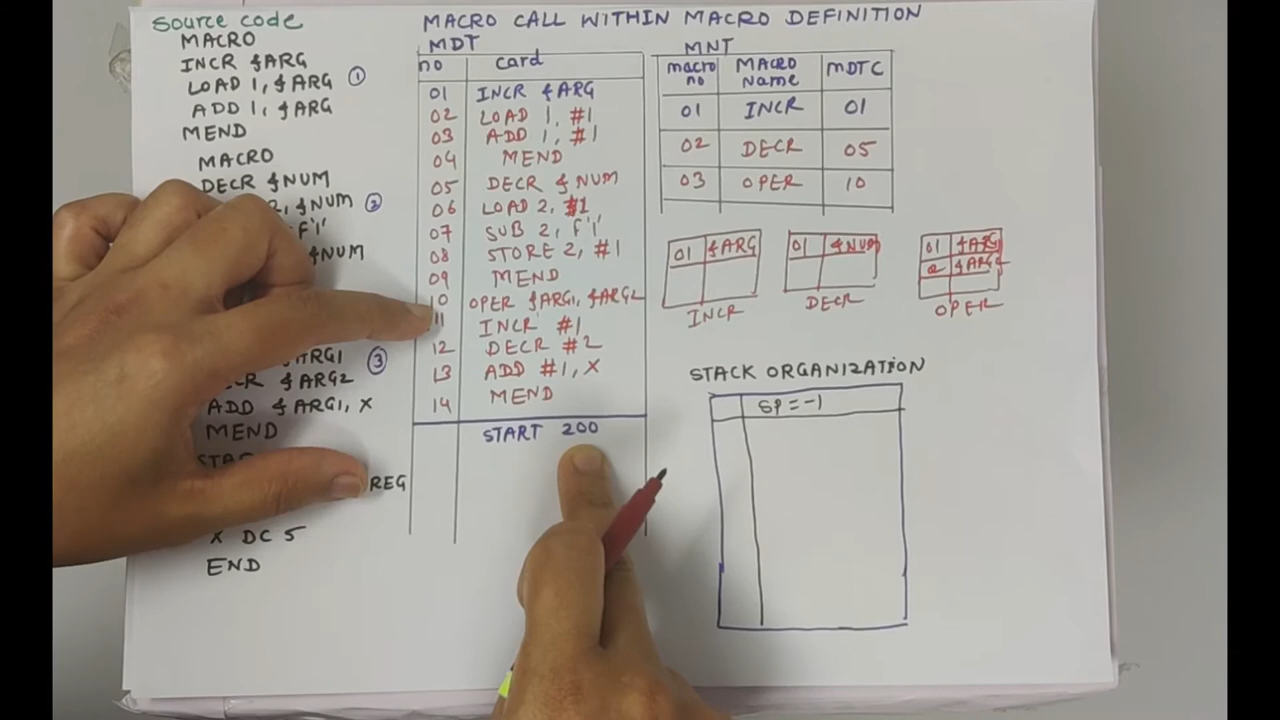 source code
MACRO
INCR &ARG
LOAD 1, &ARG ①
ADD 1, &ARG
MEND
MACRO
DECR &NUM
2, &NUM ②
F'1'
&NUM
ARG1 ③
&ARG2
ADD &ARG1, X
MEND
REG
X DC 5
END
MACRO CALL WITHIN MACRO DEFINITION
MDT
no card
01 INCR &ARG
02 LOAD 1, #1
03 ADD 1, #1
04 MEND
05 DECR &NUM
06 LOAD 2, #1
07 SUB 2, F'1'
08 STORE 2, #1
09 MEND
10 OPER &ARG1, &ARG2
11 INCR #1
12 DECR #2
13 ADD #1, X
14 MEND
START 200
MNT
macro no MACRO Name MDTC
01 INCR 01
02 DECR 05
03 OPER 10
01 &ARG
INCR
01 &NUM
DECR
01 &ARG
&ARG2
OPER
STACK ORGANIZATION
SP = -1